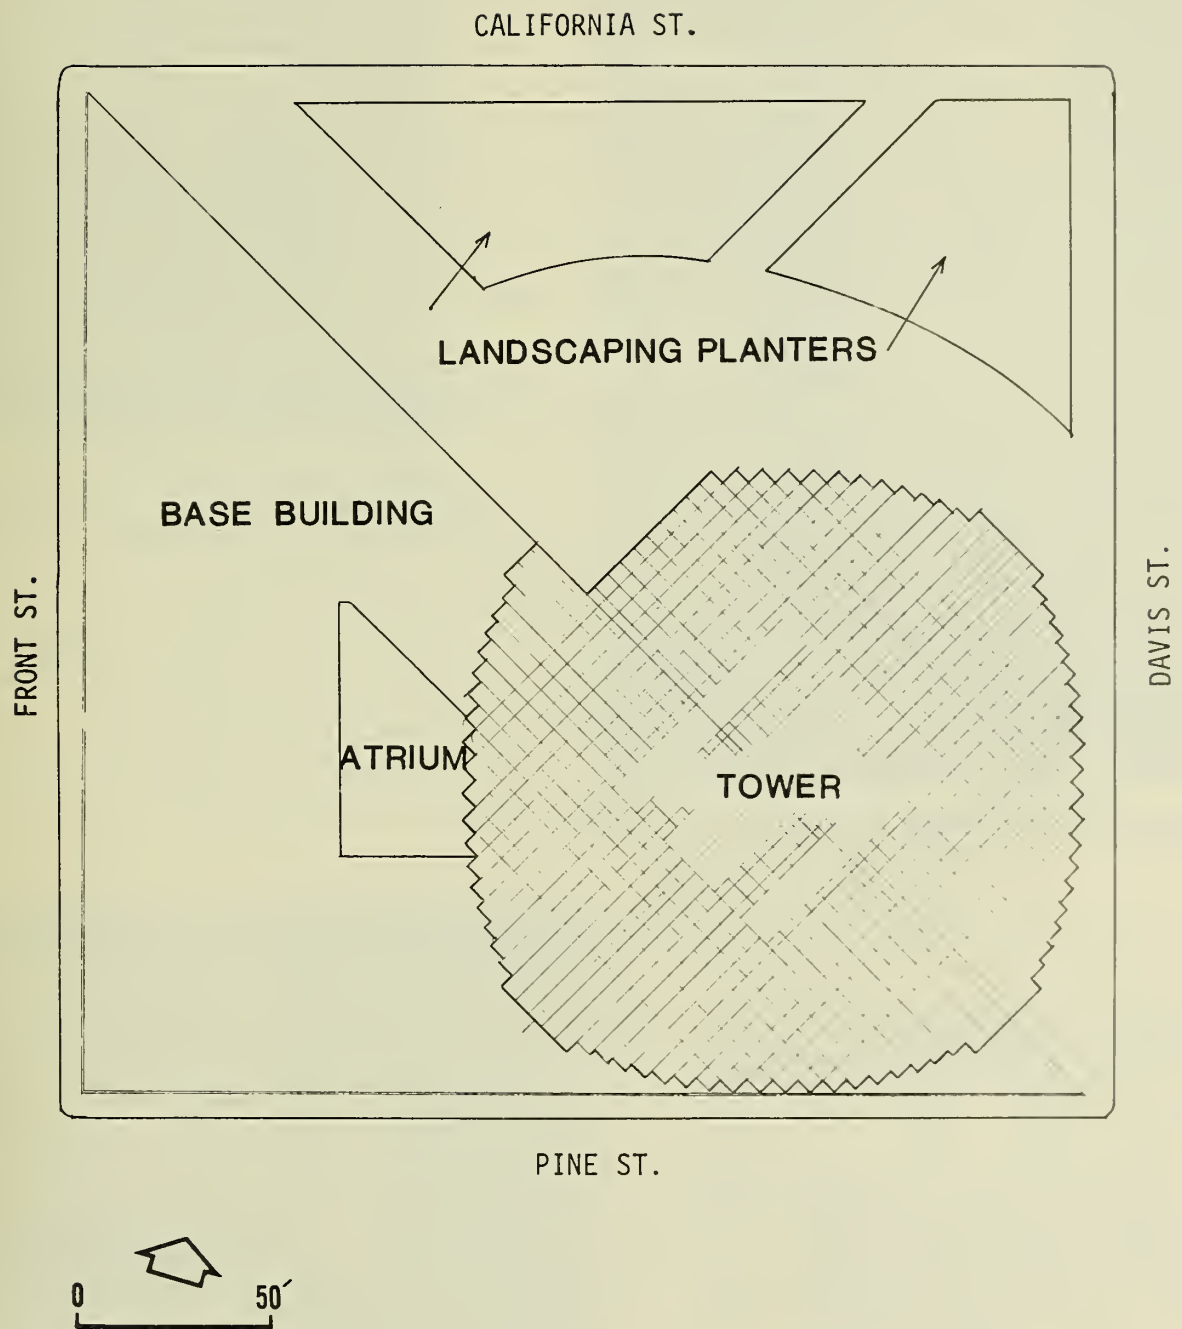 CALIFORNIA ST.
LANDSCAPING PLANTERS
BASE BUILDING
FRONT ST.
DAVIS ST.
ATRIUM
TOWER
PINE ST.
0 50′